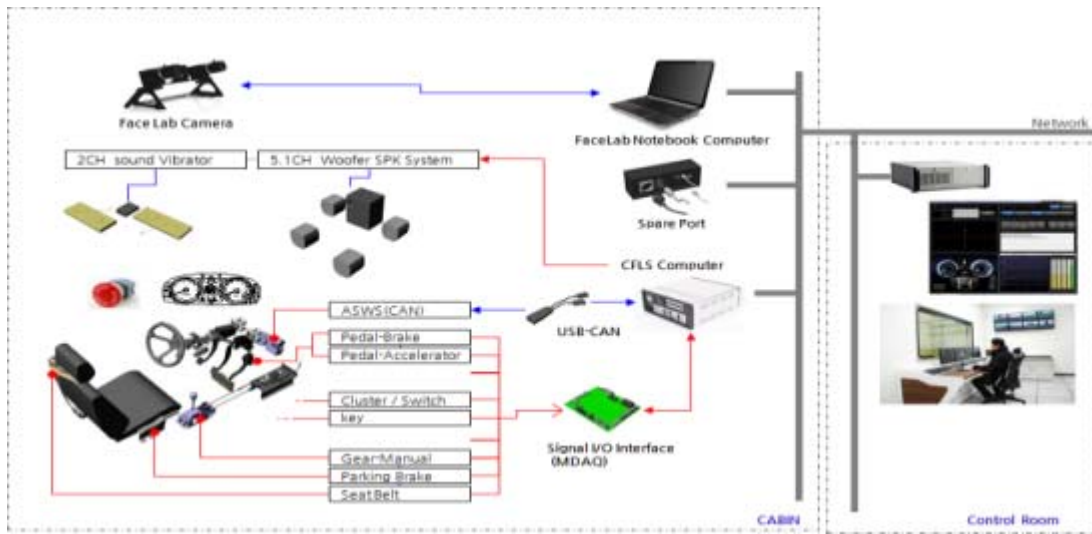 Face Lab Camera
FaceLab Notebook Computer
Network
2CH sound Vibrator
5.1CH Woofer SPK System
Spare Port
CFLS Computer
ASWS(CAN)
USB-CAN
Pedal-Brake
Pedal-Accelerator
Cluster / Switch
key
Signal I/O Interface
(MDAQ)
Gear-Manual
Parking Brake
SeatBelt
CABIN
Control Room